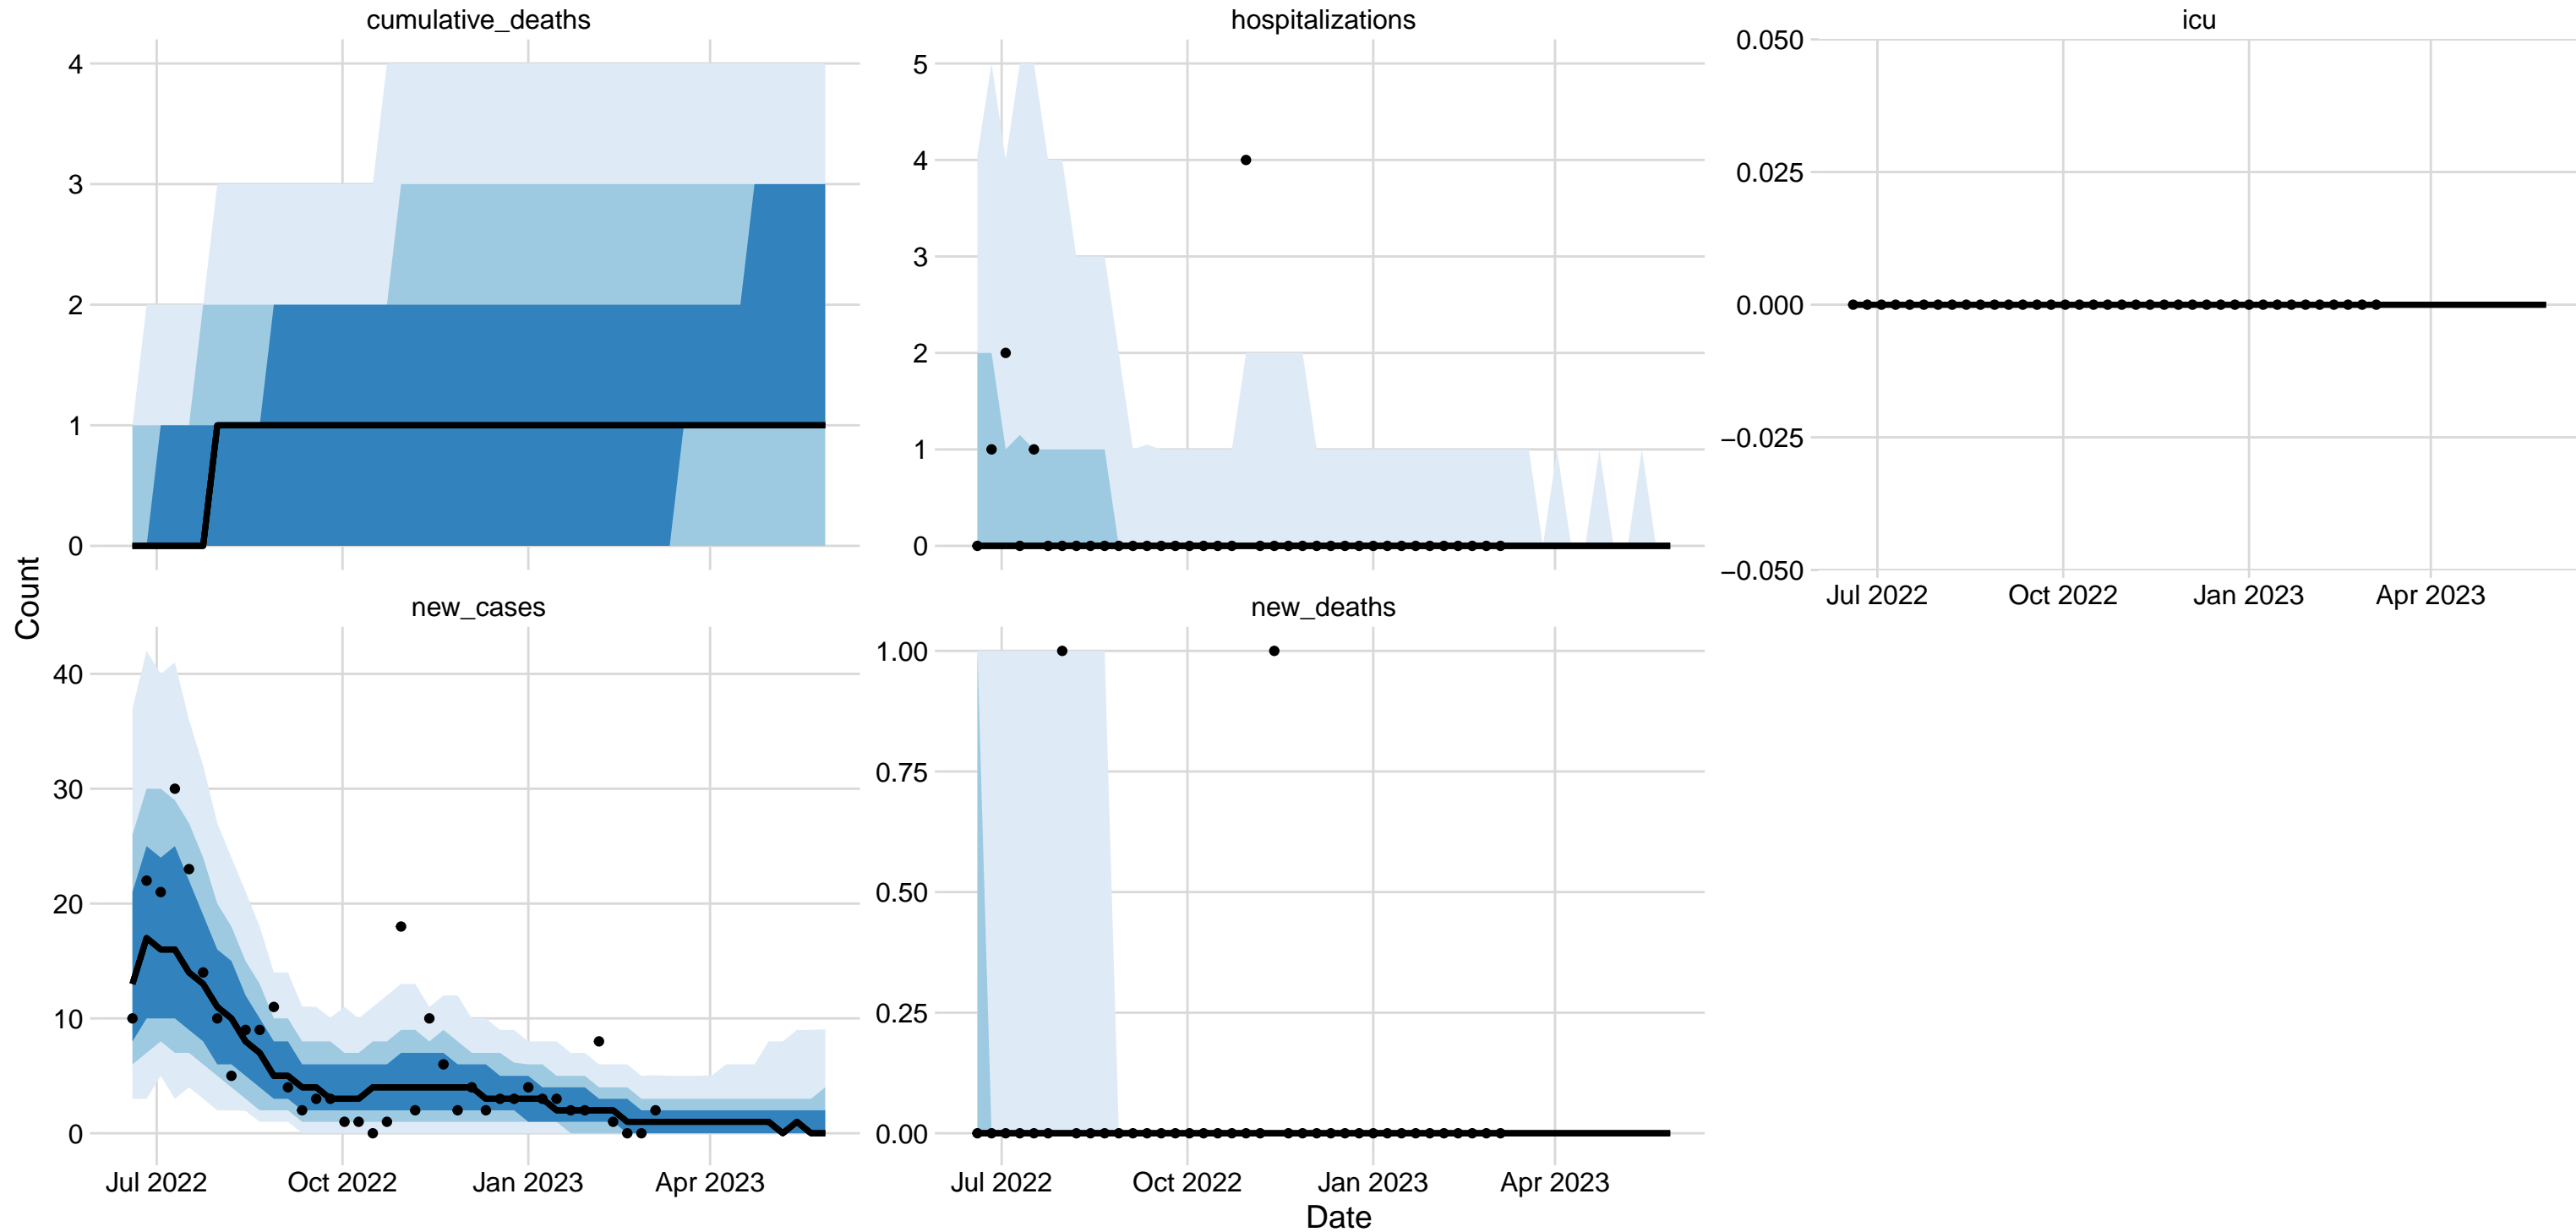 cumulative_deaths
hospitalizations
icu
4
3
2
1
0
5
4
3
2
1
0
0.050
0.025
0.000
−0.025
−0.050
Jul 2022 Oct 2022 Jan 2023 Apr 2023
Count
new_cases
new_deaths
40
30
20
10
0
1.00
0.75
0.50
0.25
0.00
Jul 2022 Oct 2022 Jan 2023 Apr 2023
Jul 2022 Oct 2022 Jan 2023 Apr 2023
Date